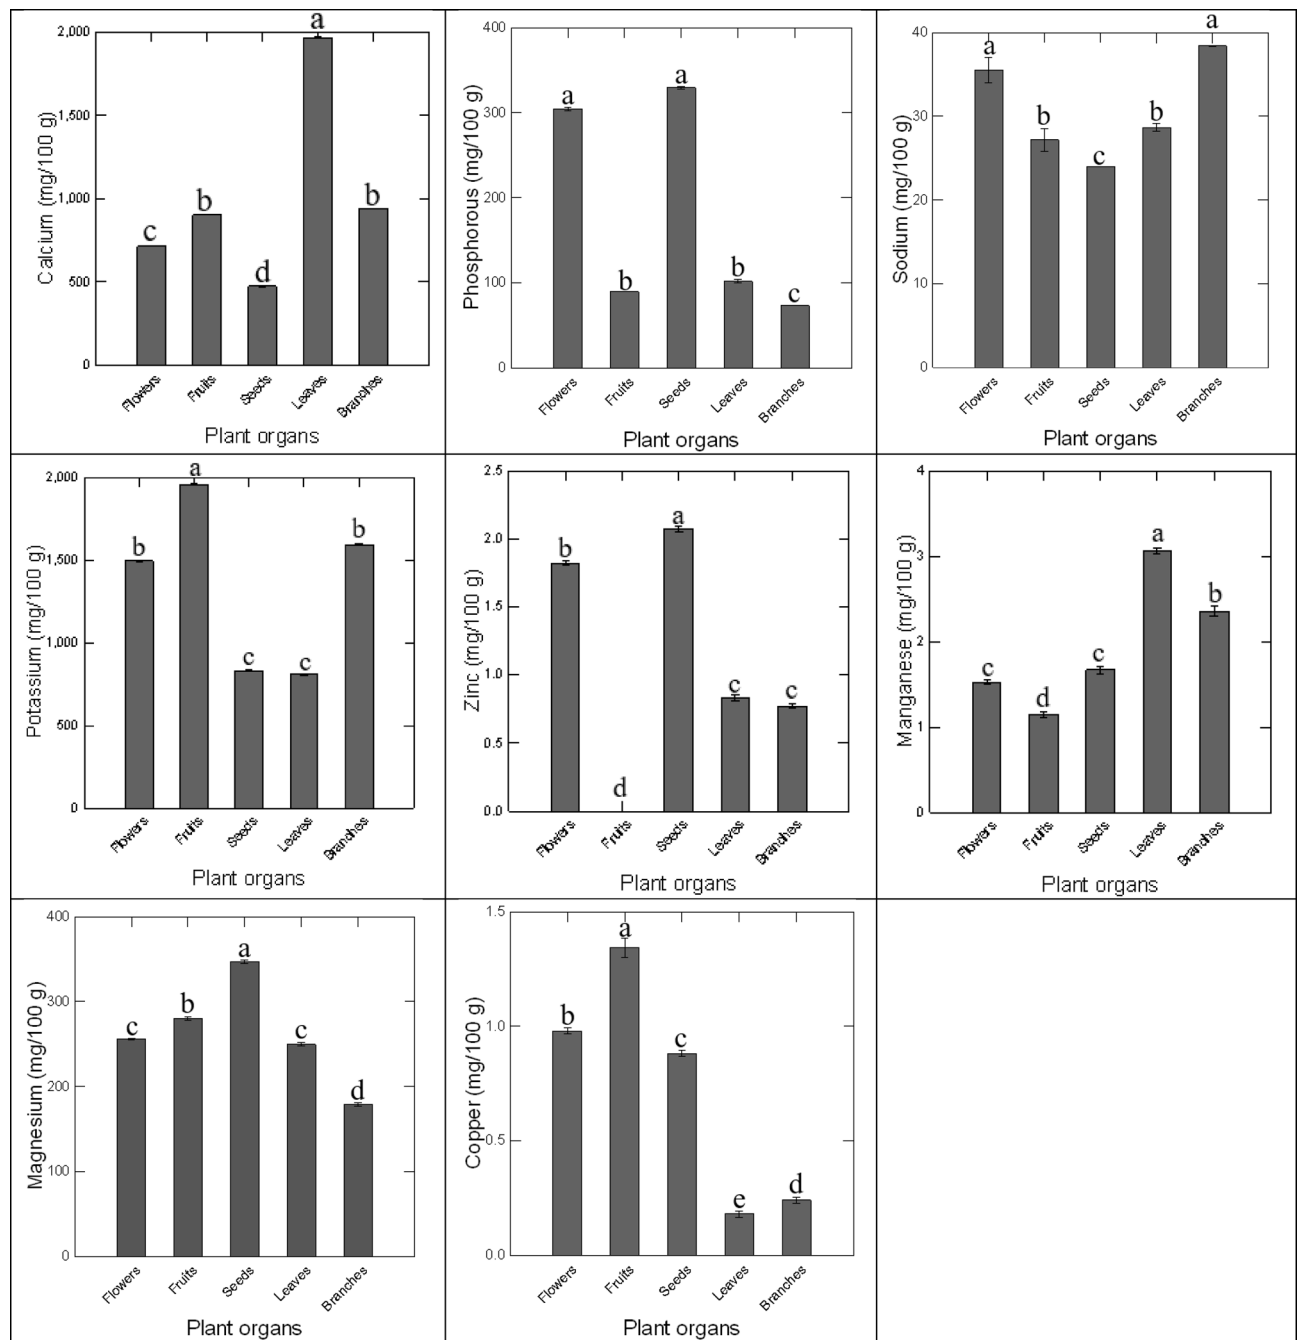 Calcium (mg/100 g)
2,000
1,500
1,000
500
0
c
b
d
a
b
Flowers
Fruits
Seeds
Leaves
Branches
Plant organs
Phosphorous (mg/100 g)
400
300
200
100
0
a
b
a
b
c
Flowers
Fruits
Seeds
Leaves
Branches
Plant organs
Sodium (mg/100 g)
40
30
20
10
0
a
b
c
b
a
Flowers
Fruits
Seeds
Leaves
Branches
Plant organs
Potassium (mg/100 g)
2,000
1,500
1,000
500
0
b
a
c
c
b
Flowers
Fruits
Seeds
Leaves
Branches
Plant organs
Zinc (mg/100 g)
2.5
2.0
1.5
1.0
0.5
0.0
b
d
a
c
c
Flowers
Fruits
Seeds
Leaves
Branches
Plant organs
Manganese (mg/100 g)
4
3
2
1
0
c
d
c
a
b
Flowers
Fruits
Seeds
Leaves
Branches
Plant organs
Magnesium (mg/100 g)
400
300
200
100
0
c
b
a
c
d
Flowers
Fruits
Seeds
Leaves
Branches
Plant organs
Copper (mg/100 g)
1.5
1.0
0.5
0.0
b
a
c
e
d
Flowers
Fruits
Seeds
Leaves
Branches
Plant organs